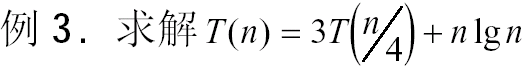 例 3. 求解 T(n) = 3T(n/4) + n lg n